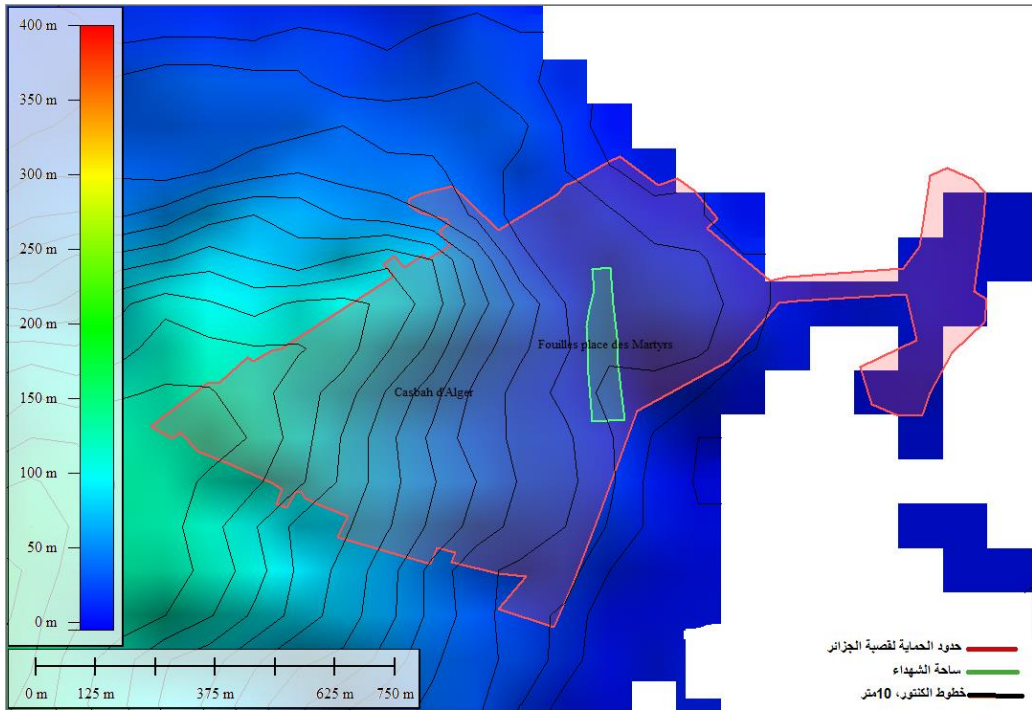 400 m
350 m
300 m
250 m
200 m
150 m
100 m
50 m
0 m
Fouilles place des Martyrs
Casbah d'Alger
0 m 125 m 375 m 625 m 750 m
حدود الحماية لقصبة الجزائر
ساحة الشهداء
خطوط الكنتور، 10متر